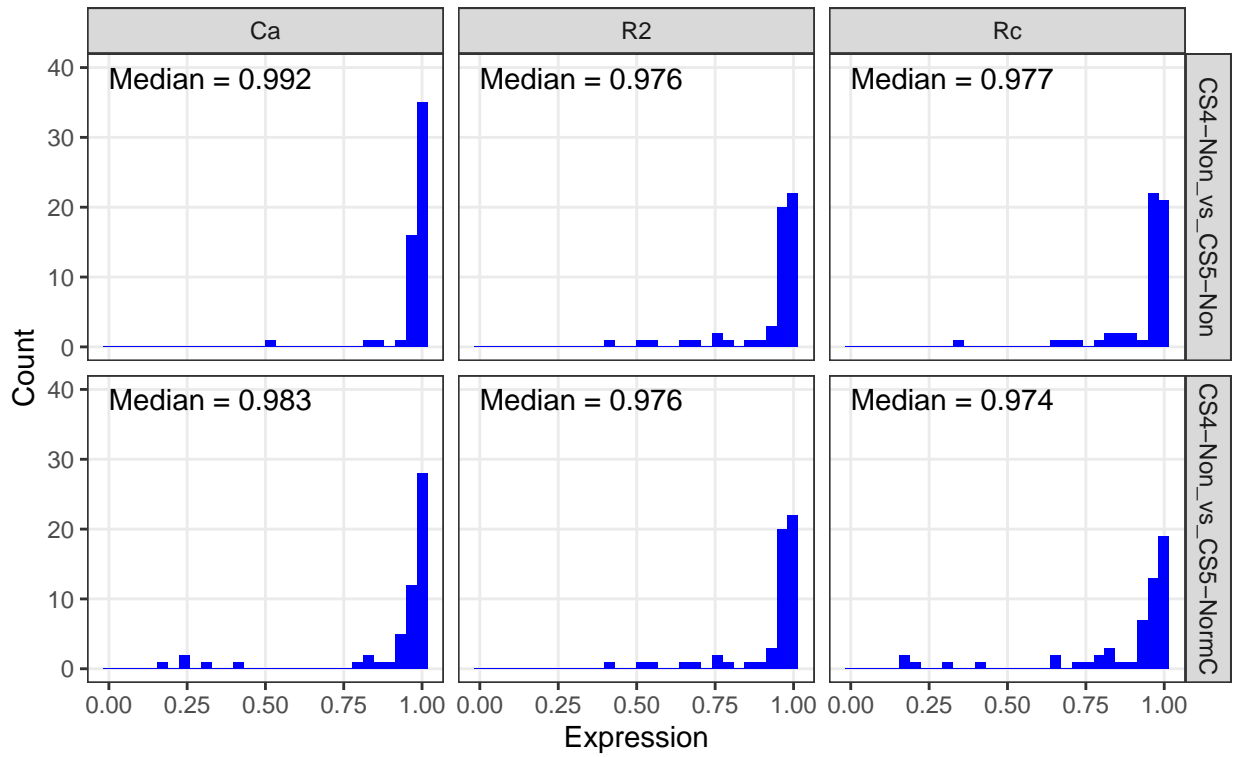 Ca
R2
Rc
Median = 0.992
Median = 0.976
Median = 0.977
CS4−Non_vs_CS5−Non
40
30
20
10
0
Median = 0.983
Median = 0.976
Median = 0.974
CS4−Non_vs_CS5−NormC
40
30
20
10
0
Count
0.00 0.25 0.50 0.75 1.00
0.00 0.25 0.50 0.75 1.00
0.00 0.25 0.50 0.75 1.00
Expression